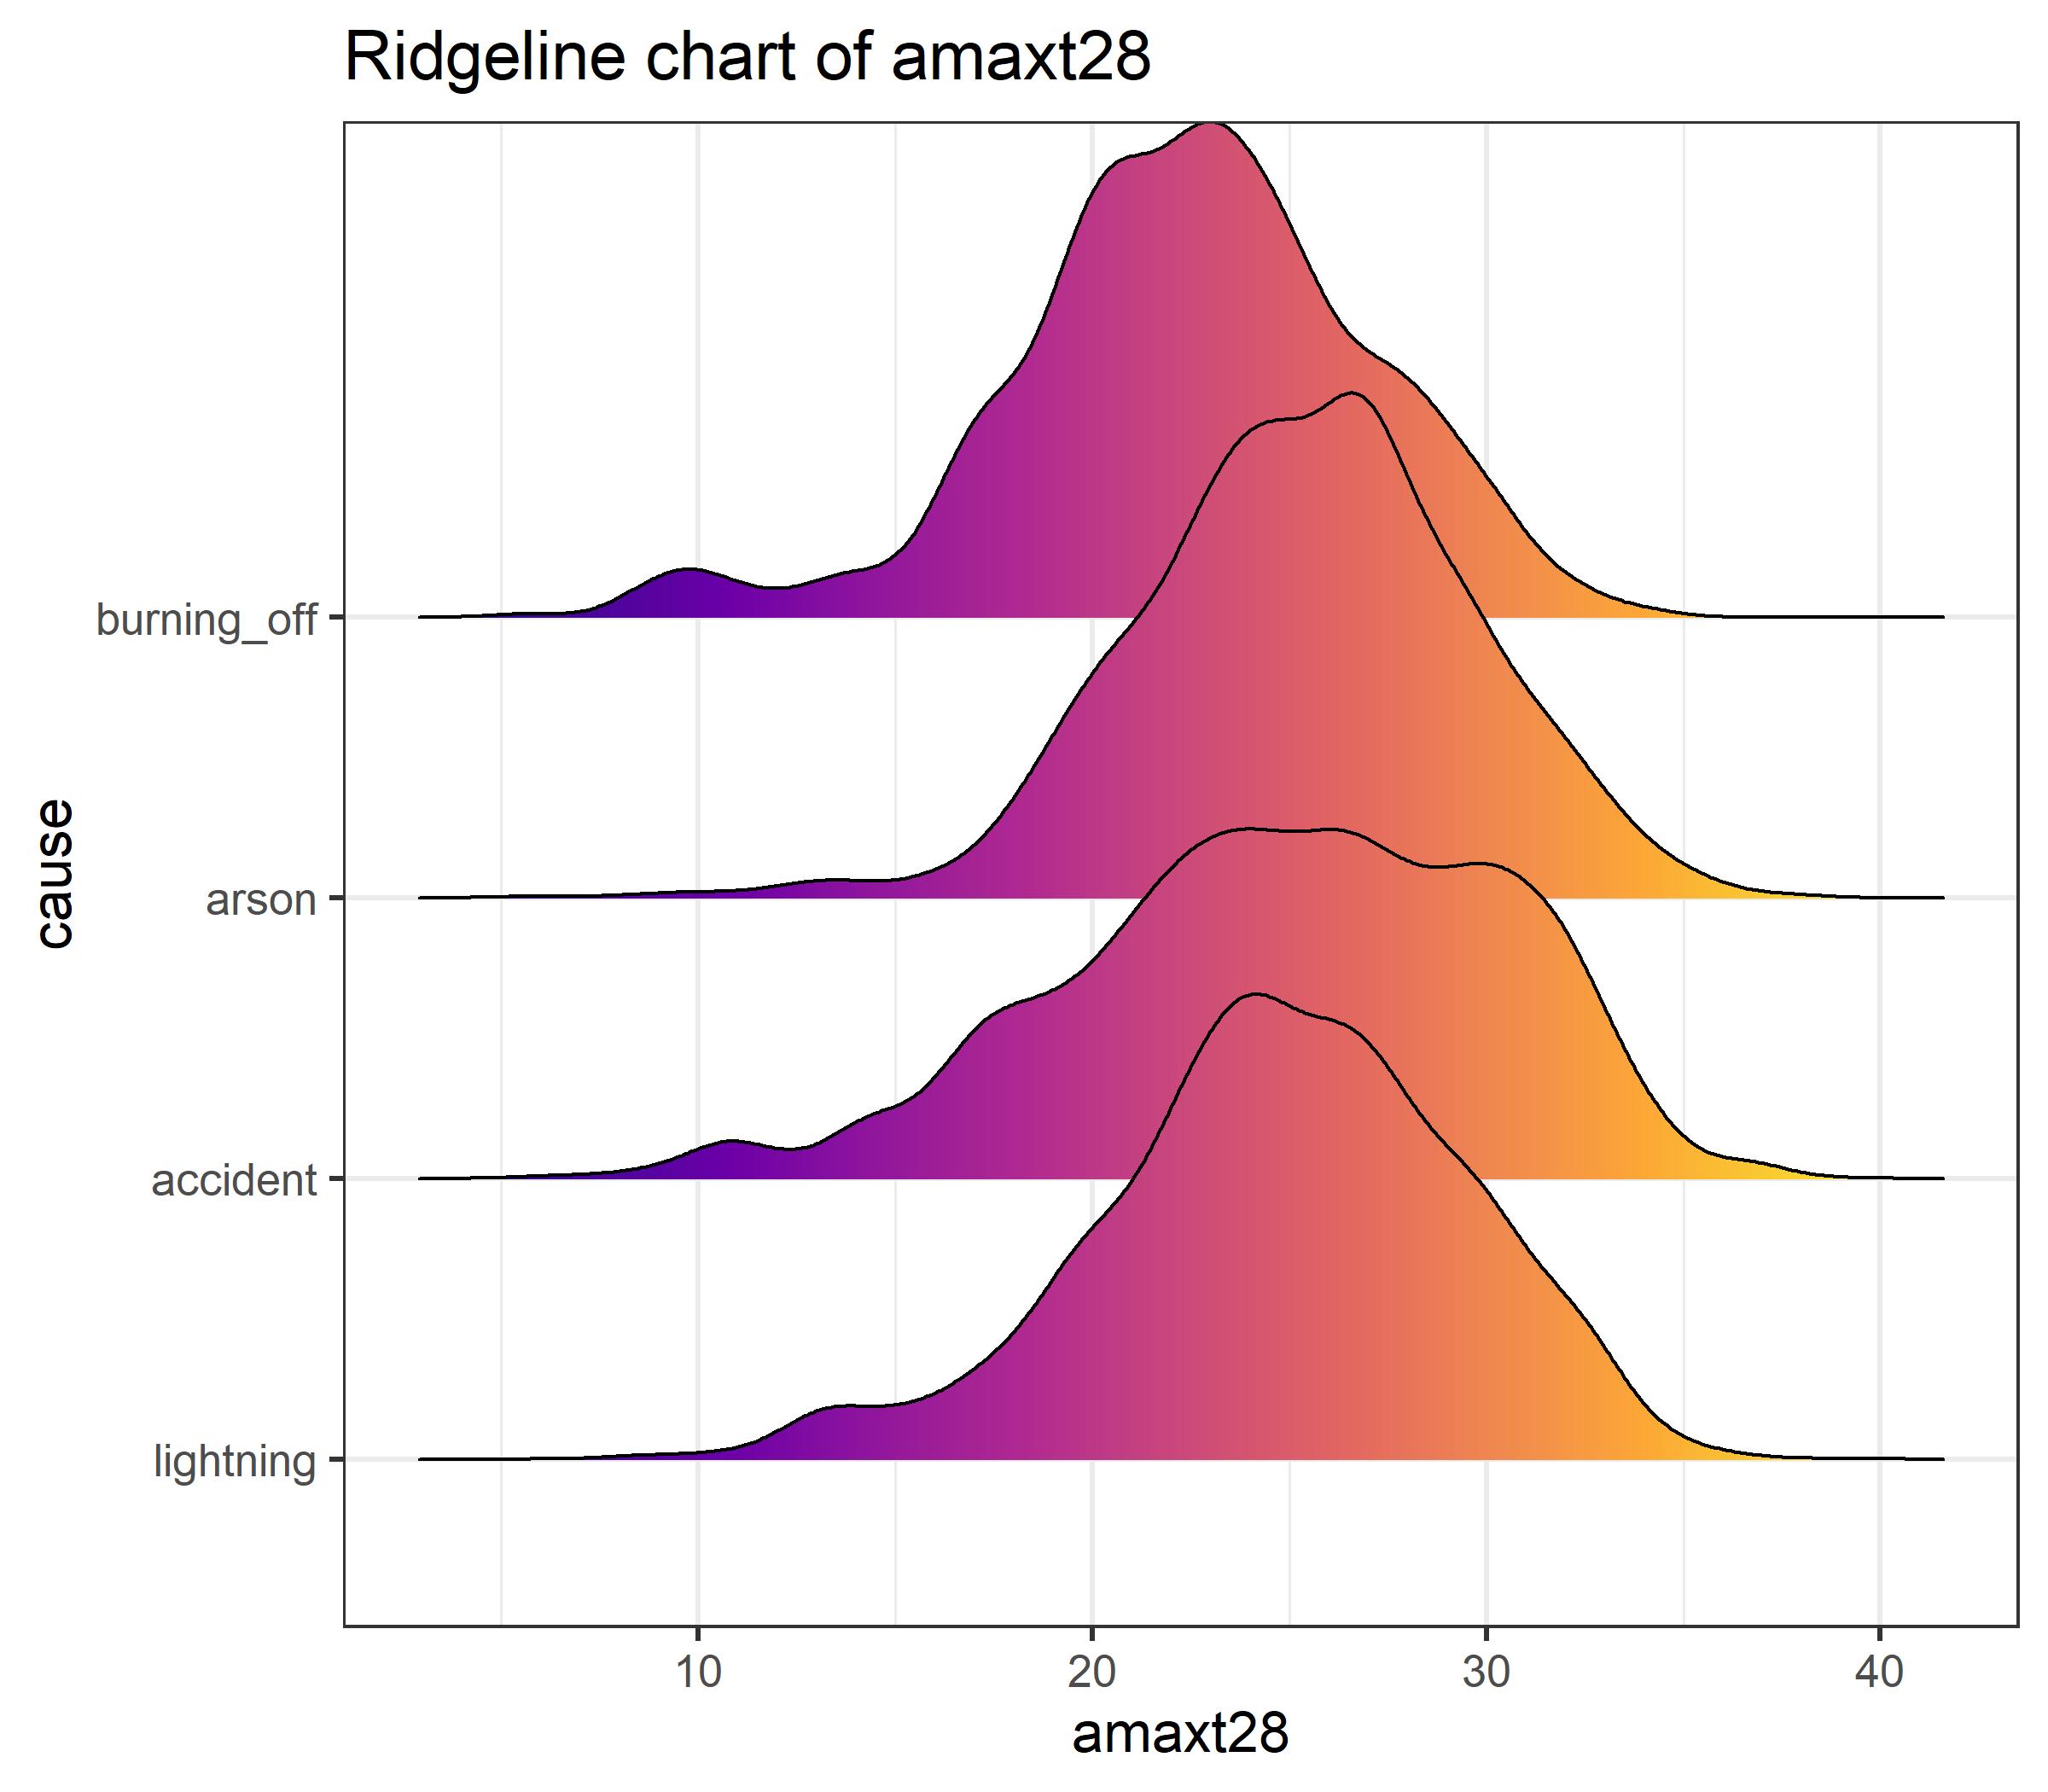 Ridgeline chart of amaxt28
cause
burning_off
arson
accident
lightning
10 20 30 40
amaxt28